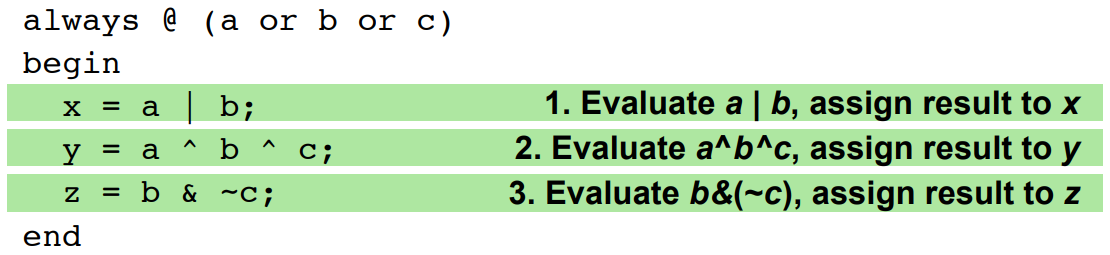 always @ (a or b or c)
begin
x = a | b; 1. Evaluate a | b, assign result to x
y = a ^ b ^ c; 2. Evaluate a^b^c, assign result to y
z = b & ~c; 3. Evaluate b&(~c), assign result to z
end